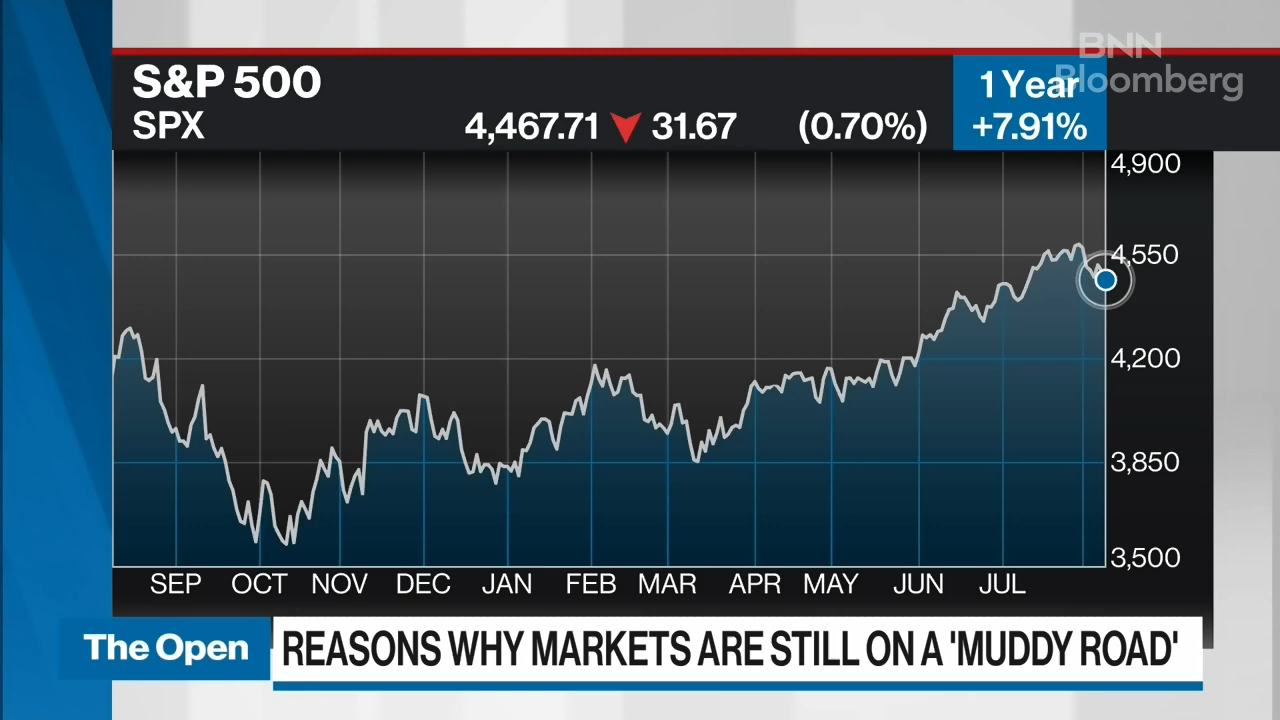 BNN
Bloomberg
S&P 500
SPX 4,467.71 ▼ 31.67 (0.70%)
1 Year
+7.91%
4,900
4,550
4,200
3,850
3,500
SEP OCT NOV DEC JAN FEB MAR APR MAY JUN JUL
The Open
REASONS WHY MARKETS ARE STILL ON A 'MUDDY ROAD'